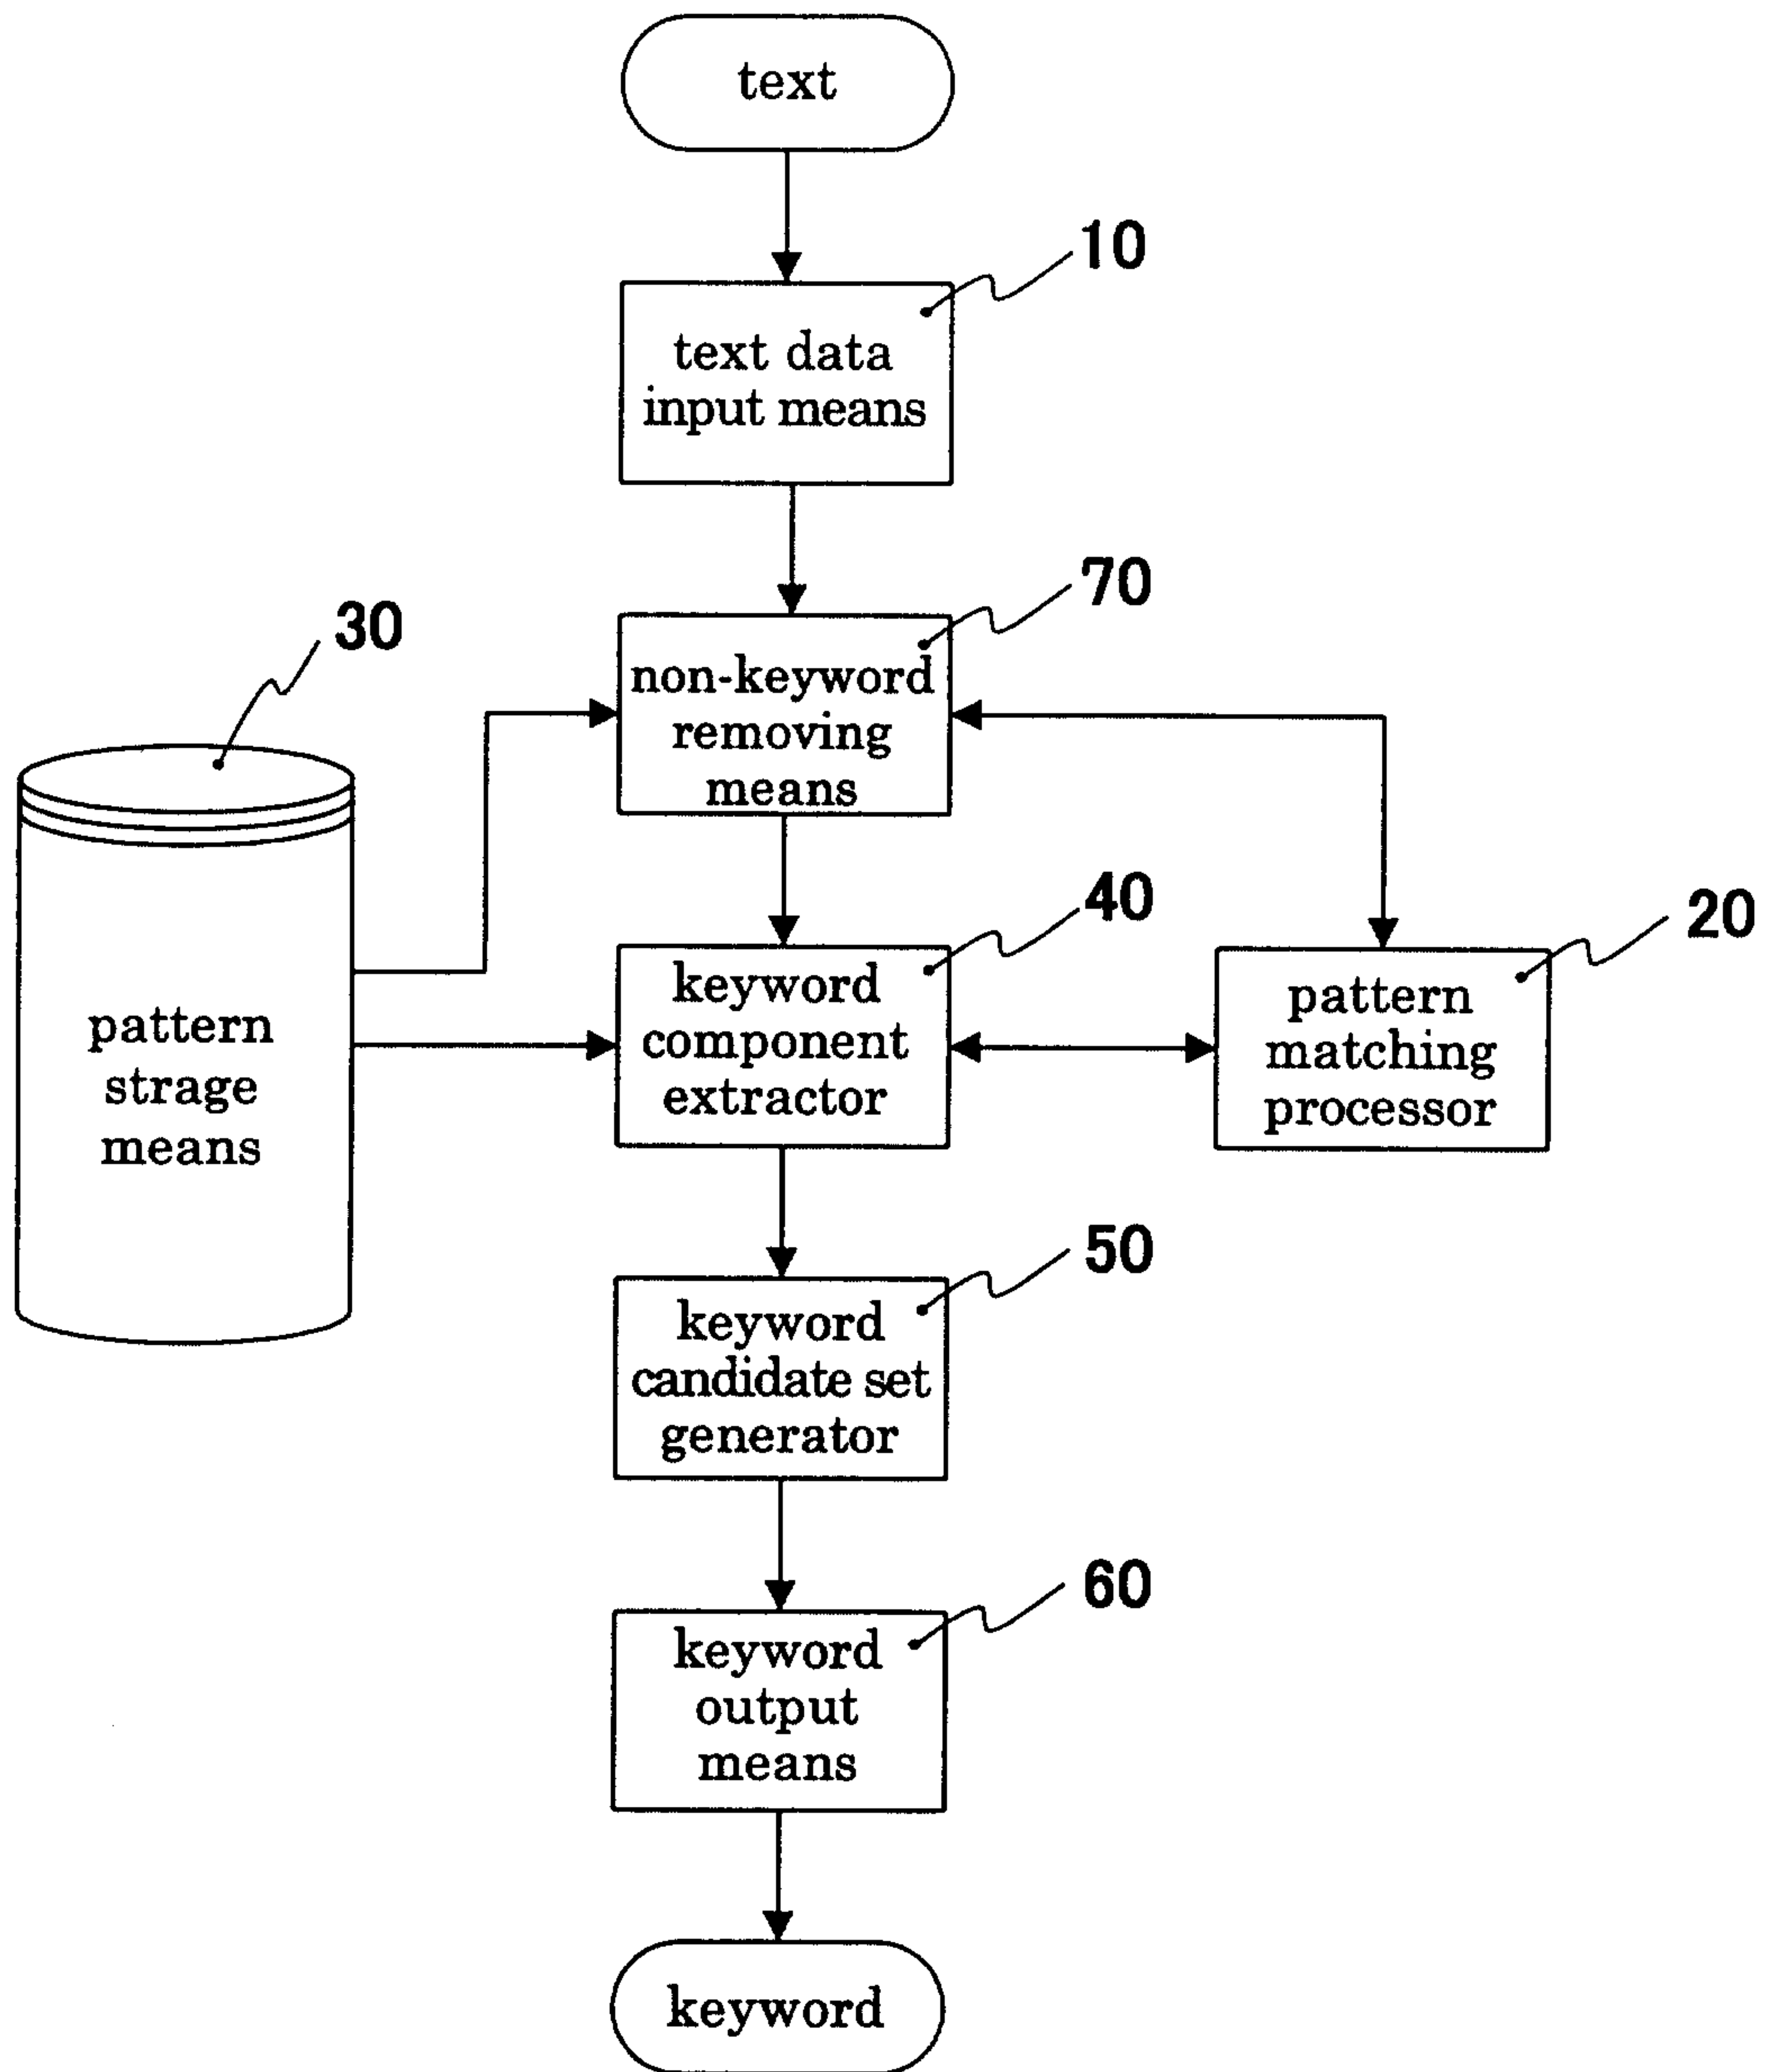 text
10
text data
input means
70
non-keyword
removing
means
30
pattern
strage
means
40
keyword
component
extractor
20
pattern
matching
processor
50
keyword
candidate set
generator
60
keyword
output
means
keyword